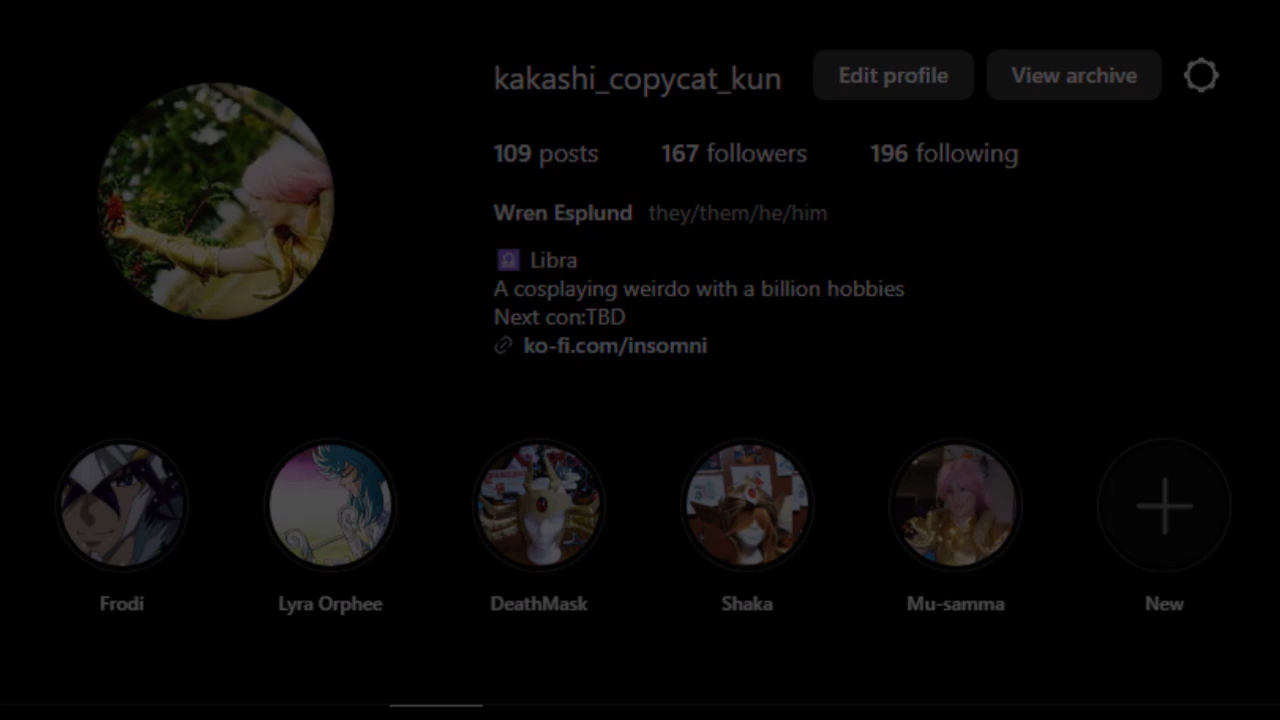 kakashi_copycat_kun Edit profile View archive
109 posts 167 followers 196 following
Wren Esplund they/them/he/him
♎ Libra
A cosplaying weirdo with a billion hobbies
Next con:TBD
ko-fi.com/insomni
Frodi Lyra Orphee DeathMask Shaka Mu-samma New